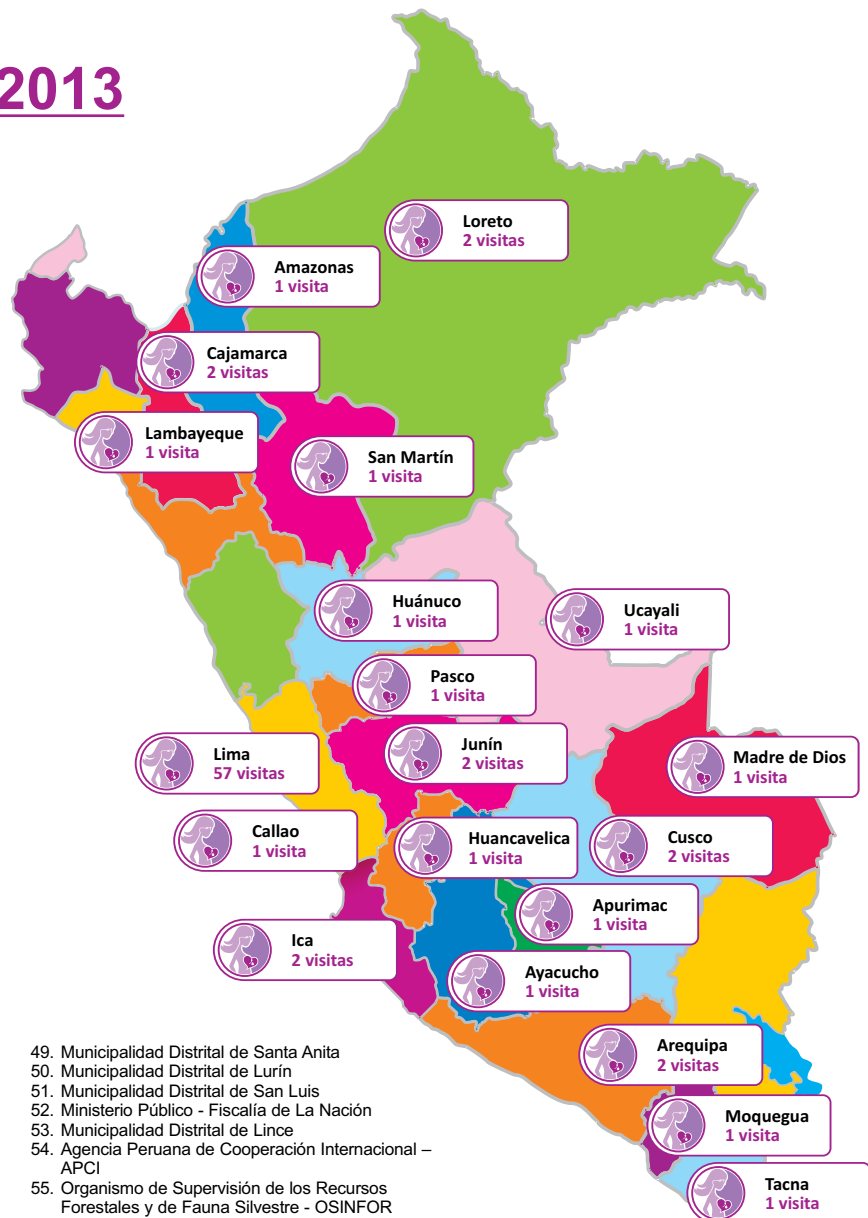 2013
Loreto
2 visitas
Amazonas
1 visita
Cajamarca
2 visitas
Lambayeque
1 visita
San Martín
1 visita
Huánuco
1 visita
Ucayali
1 visita
Pasco
1 visita
Lima
57 visitas
Junín
2 visitas
Madre de Dios
1 visita
Callao
1 visita
Huancavelica
1 visita
Cusco
2 visitas
Apurimac
1 visita
Ica
2 visitas
Ayacucho
1 visita
Arequipa
2 visitas
Moquegua
1 visita
Tacna
1 visita
49. Municipalidad Distrital de Santa Anita
50. Municipalidad Distrital de Lurín
51. Municipalidad Distrital de San Luis
52. Ministerio Público - Fiscalía de La Nación
53. Municipalidad Distrital de Lince
54. Agencia Peruana de Cooperación Internacional –
APCI
55. Organismo de Supervisión de los Recursos
Forestales y de Fauna Silvestre - OSINFOR